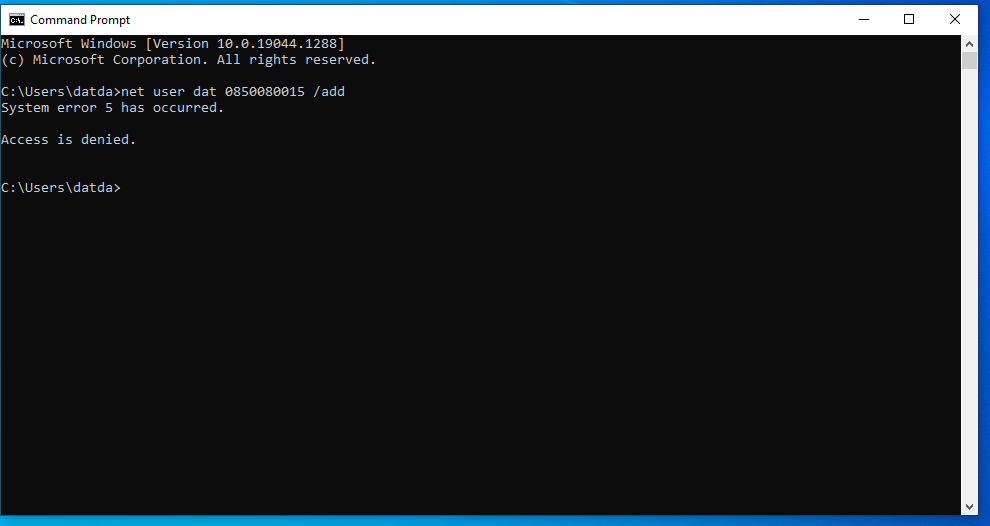 Command Prompt
Microsoft Windows [Version 10.0.19044.1288]
(c) Microsoft Corporation. All rights reserved.
C:\Users\datda>net user dat 0850080015 /add
System error 5 has occurred.
Access is denied.
C:\Users\datda>